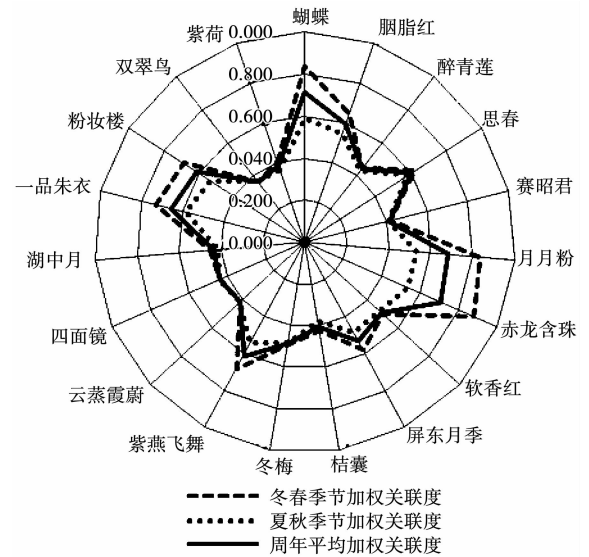 蝴蝶
胭脂红
醉青莲
思春
赛昭君
月月粉
赤龙含珠
软香红
屏东月季
桔囊
冬梅
紫燕飞舞
云蒸霞蔚
四面镜
湖中月
一品朱衣
粉妆楼
双翠鸟
紫荷
0.000
0.800
0.600
0.040
0.200
0.000
冬春季节加权关联度
夏秋季节加权关联度
周年平均加权关联度